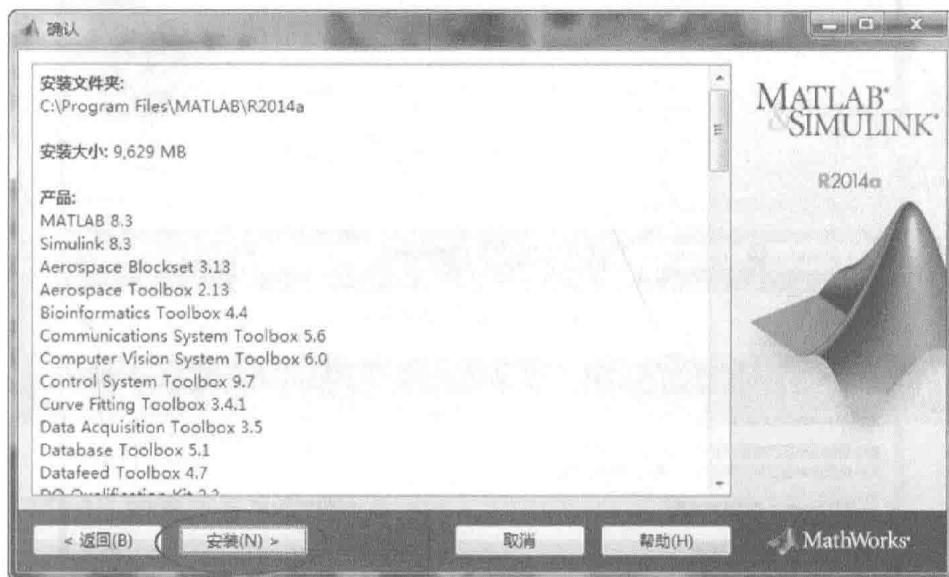 确认
安装文件夹:
C:\Program Files\MATLAB\R2014a
安装大小: 9,629 MB
产品:
MATLAB 8.3
Simulink 8.3
Aerospace Blockset 3.13
Aerospace Toolbox 2.13
Bioinformatics Toolbox 4.4
Communications System Toolbox 5.6
Computer Vision System Toolbox 6.0
Control System Toolbox 9.7
Curve Fitting Toolbox 3.4.1
Data Acquisition Toolbox 3.5
Database Toolbox 5.1
Datafeed Toolbox 4.7
MATLAB®
&SIMULINK®
R2014a
< 返回(B)
安装(N) >
取消
帮助(H)
MathWorks®